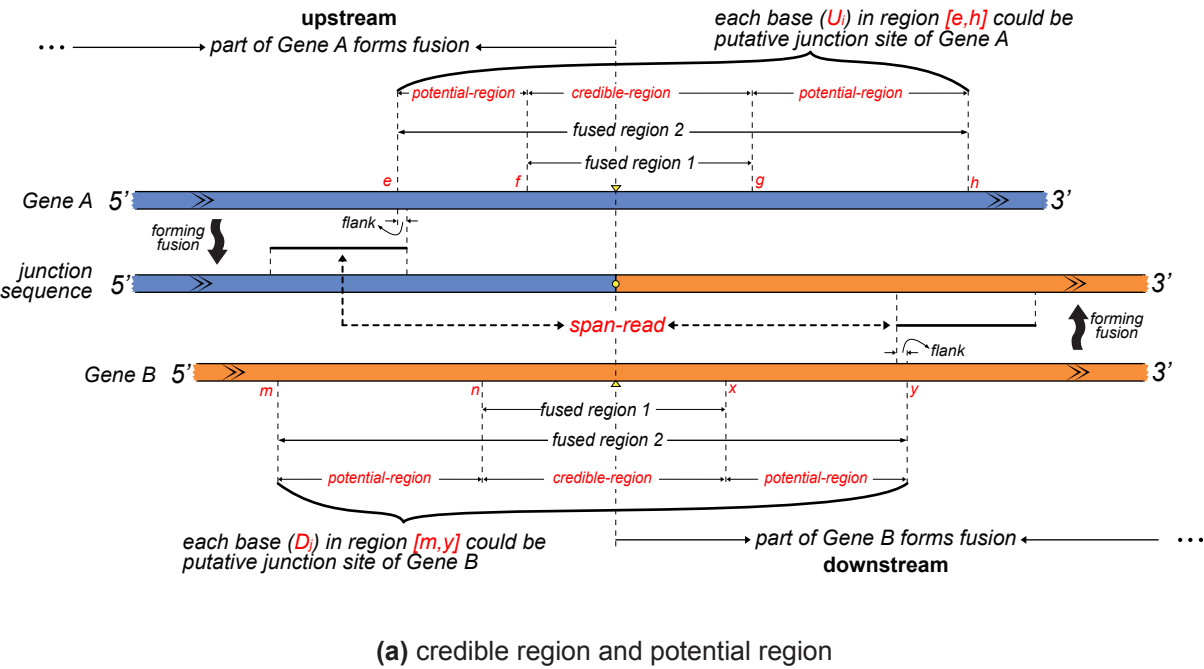 upstream
••• part of Gene A forms fusion
each base (Ui) in region [e,h] could be
putative junction site of Gene A
potential-region credible-region potential-region
fused region 2
fused region 1
e f g h
Gene A 5’ 3’
flank
forming
fusion
junction
sequence 5’ 3’
span-read
forming
fusion
flank
Gene B 5’ 3’
m n x y
fused region 1
fused region 2
potential-region credible-region potential-region
each base (Dj) in region [m,y] could be
putative junction site of Gene B
part of Gene B forms fusion •••
downstream
(a) credible region and potential region